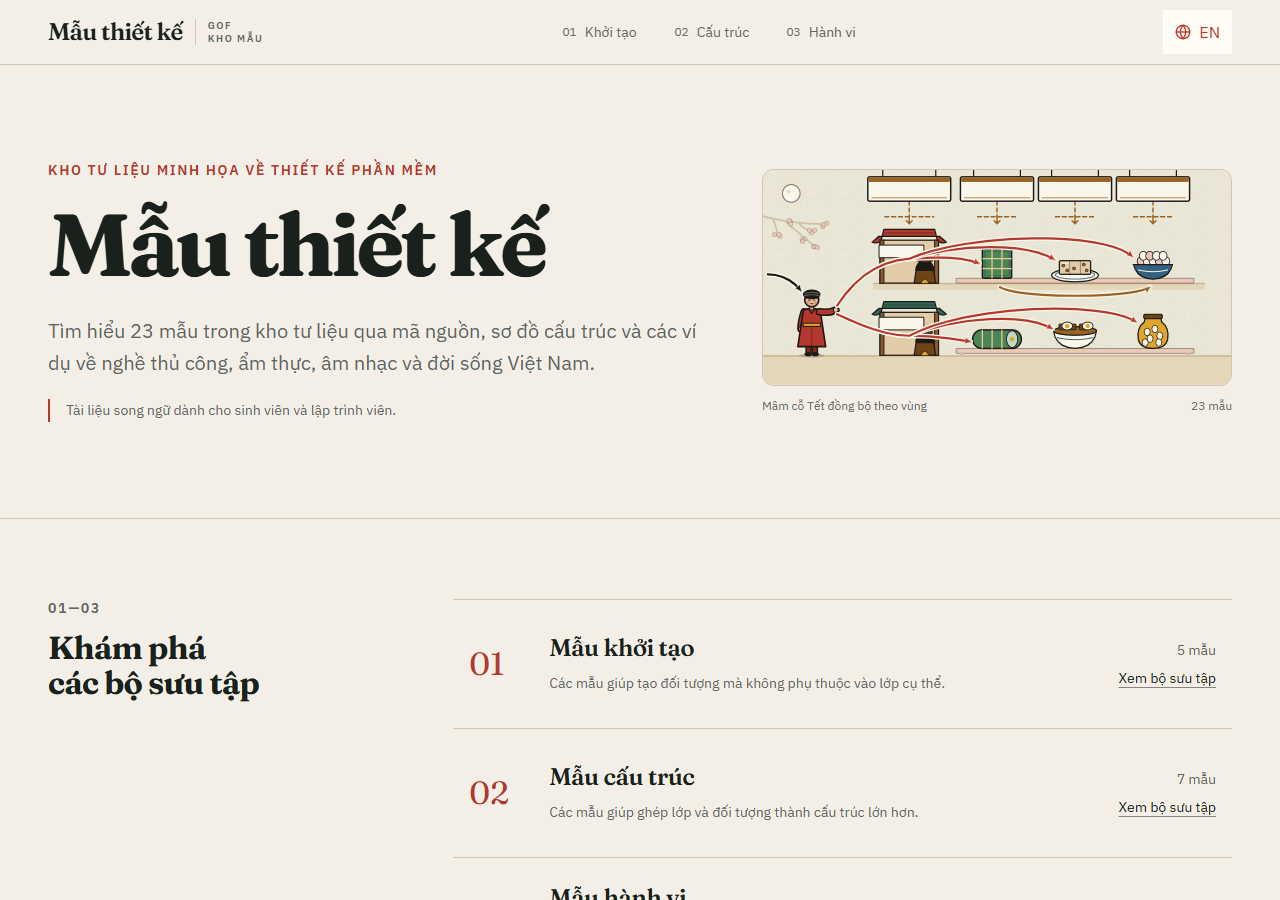 Mẫu thiết kế
GOF
KHO MẪU
01 Khởi tạo
02 Cấu trúc
03 Hành vi
EN
KHO TƯ LIỆU MINH HỌA VỀ THIẾT KẾ PHẦN MỀM
Mẫu thiết kế
Tìm hiểu 23 mẫu trong kho tư liệu qua mã nguồn, sơ đồ cấu trúc và các ví
dụ về nghề thủ công, ẩm thực, âm nhạc và đời sống Việt Nam.
Tài liệu song ngữ dành cho sinh viên và lập trình viên.
Mâm cỗ Tết đồng bộ theo vùng
23 mẫu
01—03
Khám phá
các bộ sưu tập
01
Mẫu khởi tạo
Các mẫu giúp tạo đối tượng mà không phụ thuộc vào lớp cụ thể.
5 mẫu
Xem bộ sưu tập
02
Mẫu cấu trúc
Các mẫu giúp ghép lớp và đối tượng thành cấu trúc lớn hơn.
7 mẫu
Xem bộ sưu tập
Mẫu hành vi